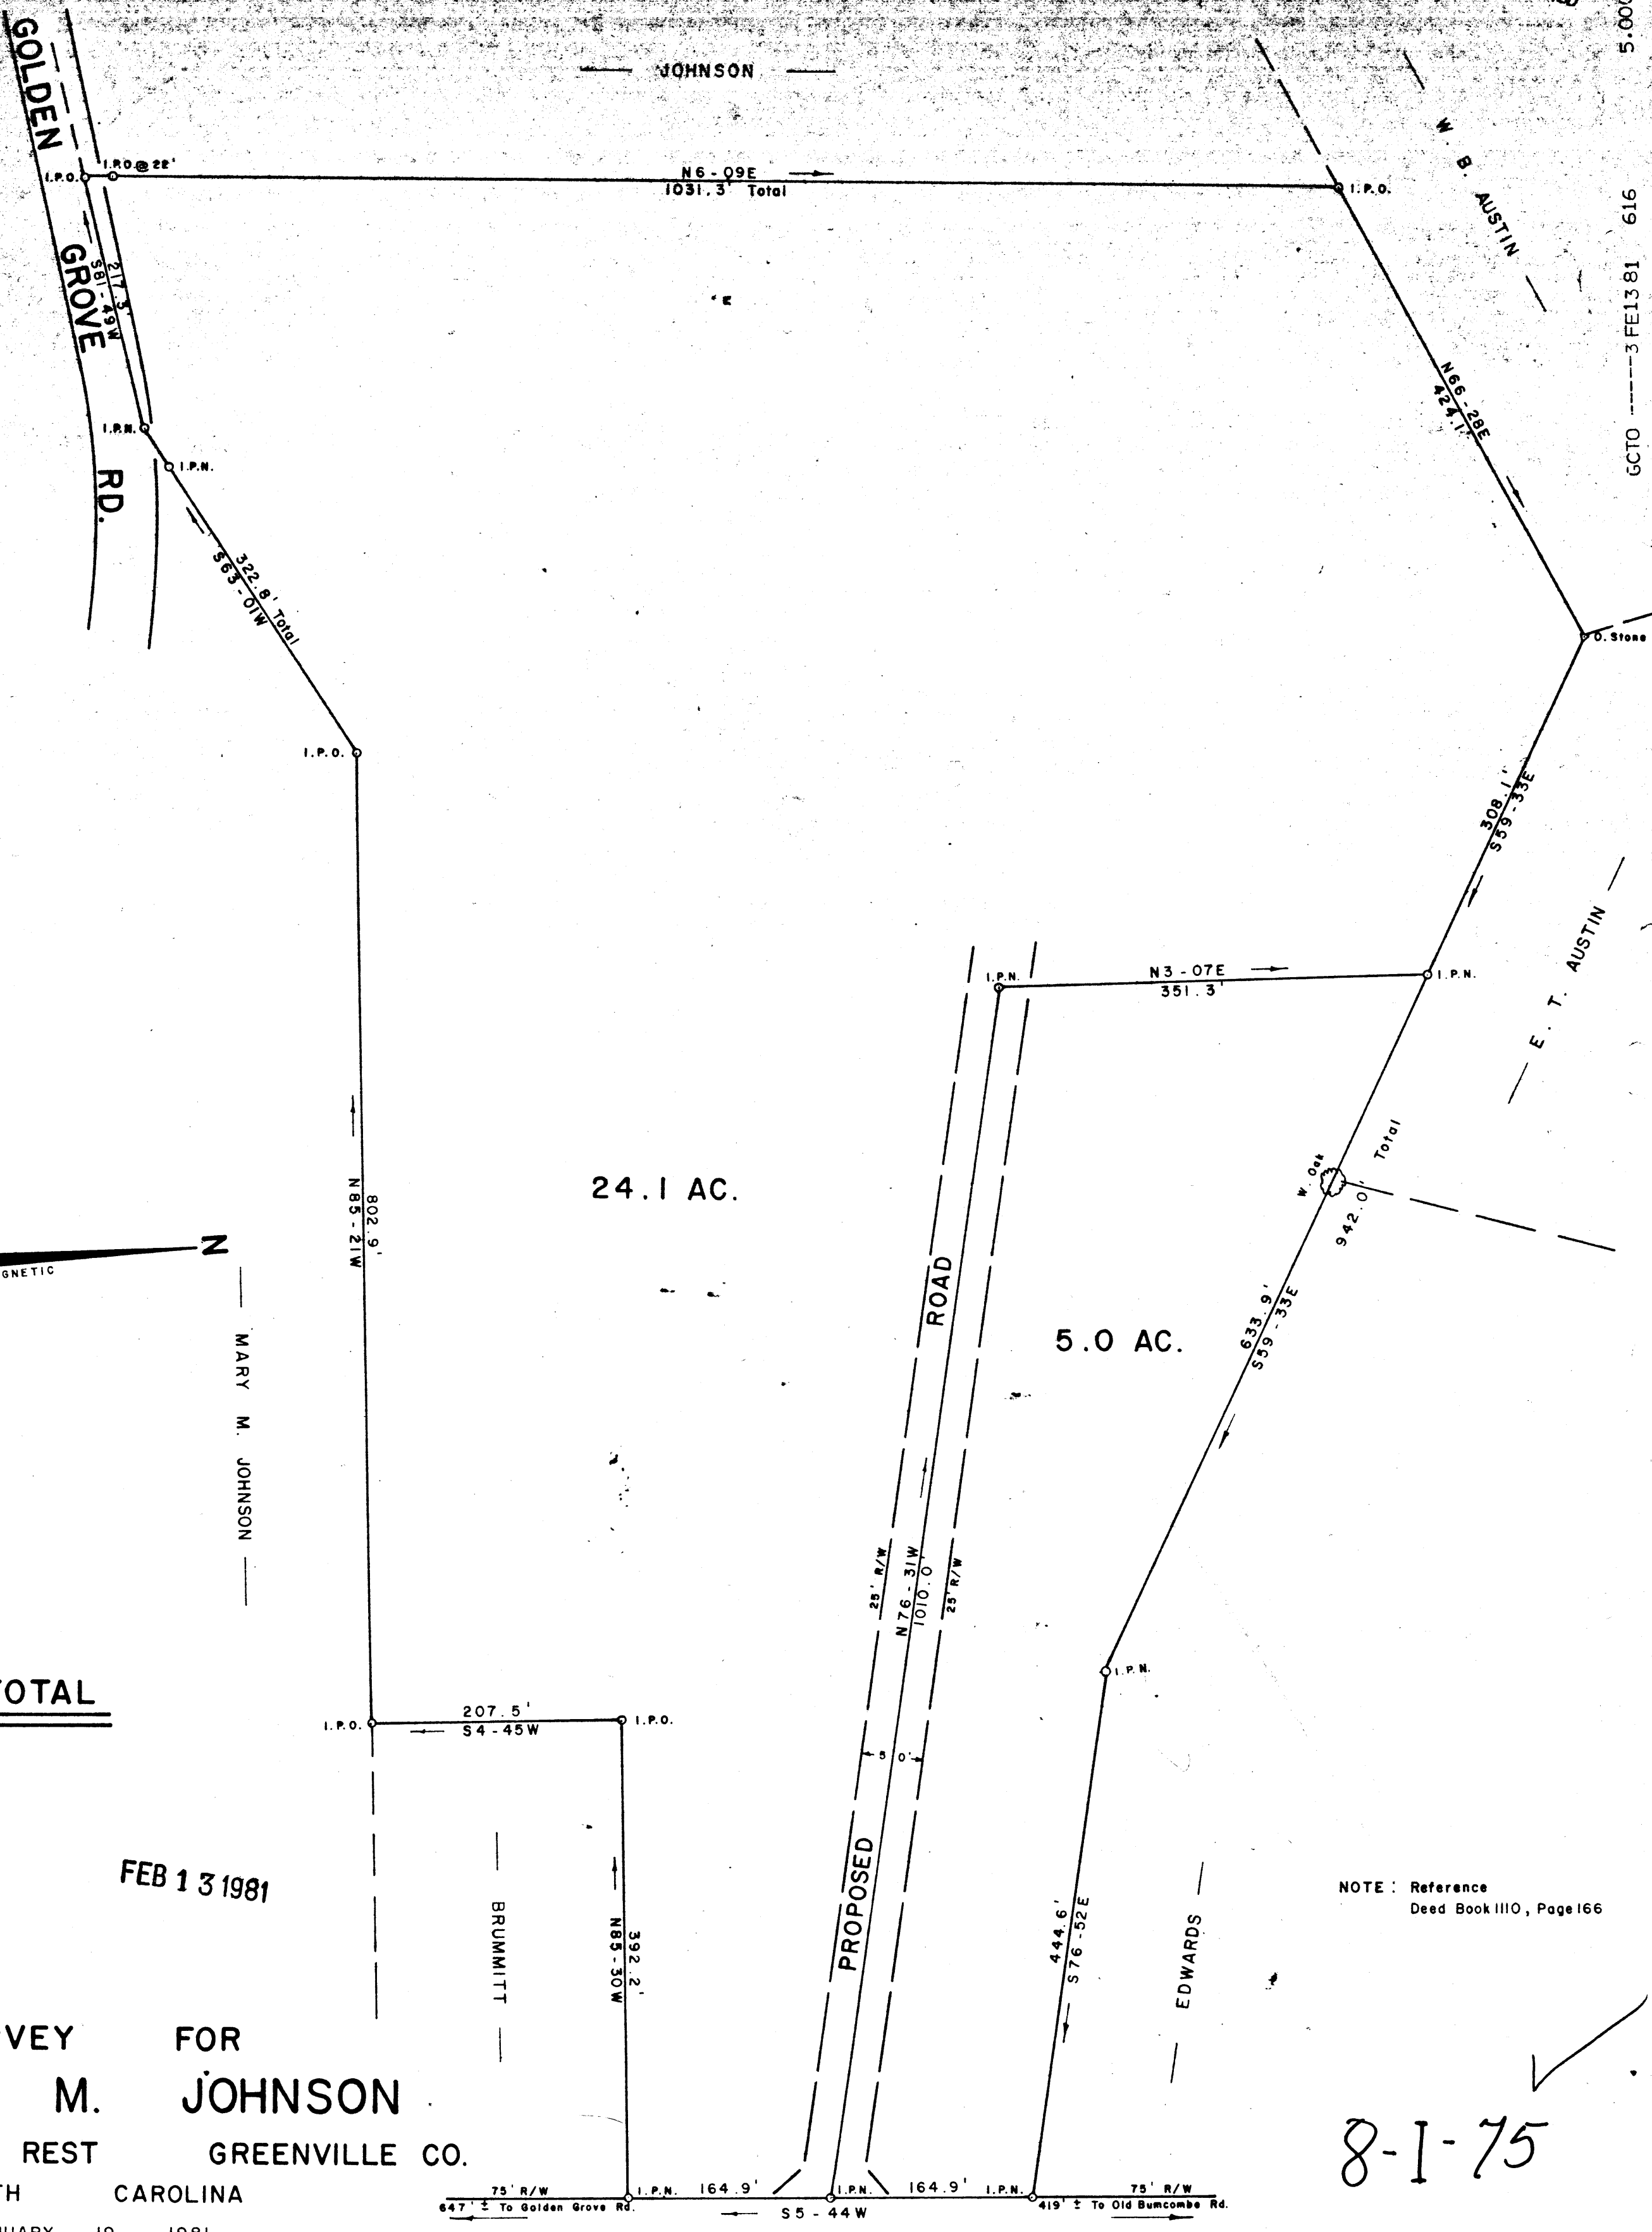 5.00
JOHNSON
GOLDEN GROVE RD.
W. B. AUSTIN
I.P.O. @ 22'
I.P.O.
N6-09E
1031.3' Total
I.P.O.
GCTO -----3 FE13 81 616
217.3'
S81-49W
I.P.N.
I.P.N.
N66-28E
424.1'
322.8' Total
S63-01W
O. Stone
I.P.O.
308.1'
S59-33E
E. T. AUSTIN
I.P.N.
N3-07E
351.3'
I.P.N.
24.1 AC.
W. Oak
942.0' Total
802.9'
N85-21W
N
GNETIC
MARY M. JOHNSON
PROPOSED ROAD
5.0 AC.
633.9'
S59-33E
25' R/W
N76-31W
1010.0'
25' R/W
I.P.N.
OTAL
I.P.O.
207.5'
S4-45W
I.P.O.
50'
FEB 13 1981
BRUMMITT
392.2'
N85-30W
444.6'
S76-52E
EDWARDS
NOTE: Reference
Deed Book 1110, Page 166
VEY FOR
M. JOHNSON
REST GREENVILLE CO.
TH CAROLINA
UARY 19 1981
8-1-75
75' R/W
647' ± To Golden Grove Rd.
I.P.N. 164.9' I.P.N. 164.9' I.P.N.
S5-44W
75' R/W
419' ± To Old Bumcombe Rd.